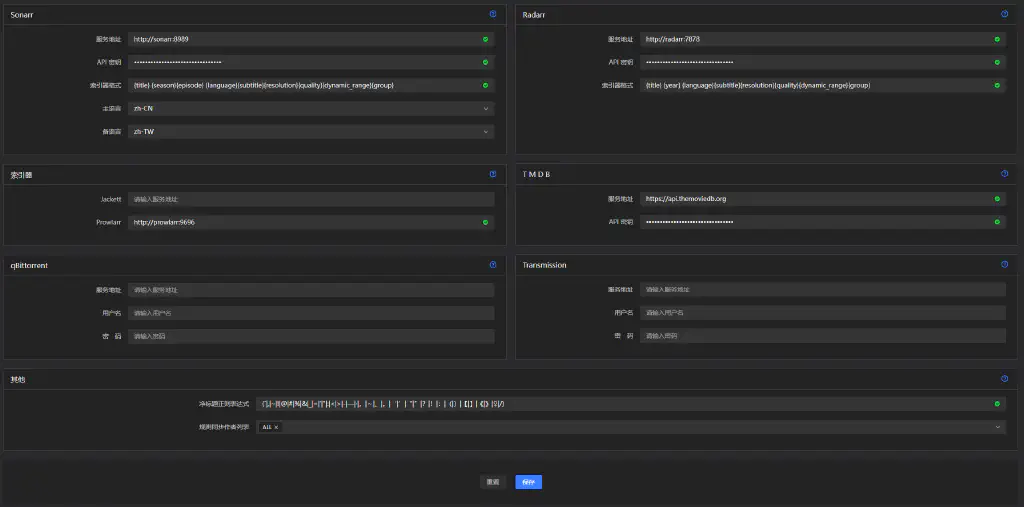 Sonarr
服务地址 http://sonarr:8989
API 密钥 ••••••••••••••••••••••••••••••••
索引器格式 {title} {season}{episode} {language}{subtitle}{resolution}{quality}{dynamic_range}{group}
主语言 zh-CN
备语言 zh-TW
Radarr
服务地址 http://radarr:7878
API 密钥 ••••••••••••••••••••••••••••••••
索引器格式 {title} {year} {language}{subtitle}{resolution}{quality}{dynamic_range}{group}
索引器
Jackett 请输入服务地址
Prowlarr http://prowlarr:9696
T M D B
服务地址 https://api.themoviedb.org
API 密钥 ••••••••••••••••••••••••••••••••
qBittorrent
服务地址 请输入服务地址
用户名 请输入用户名
密 码 请输入密码
Transmission
服务地址 请输入服务地址
用户名 请输入用户名
密 码 请输入密码
其他
净标题正则表达式
规则同步作者列表 ALL ×
重置 保存